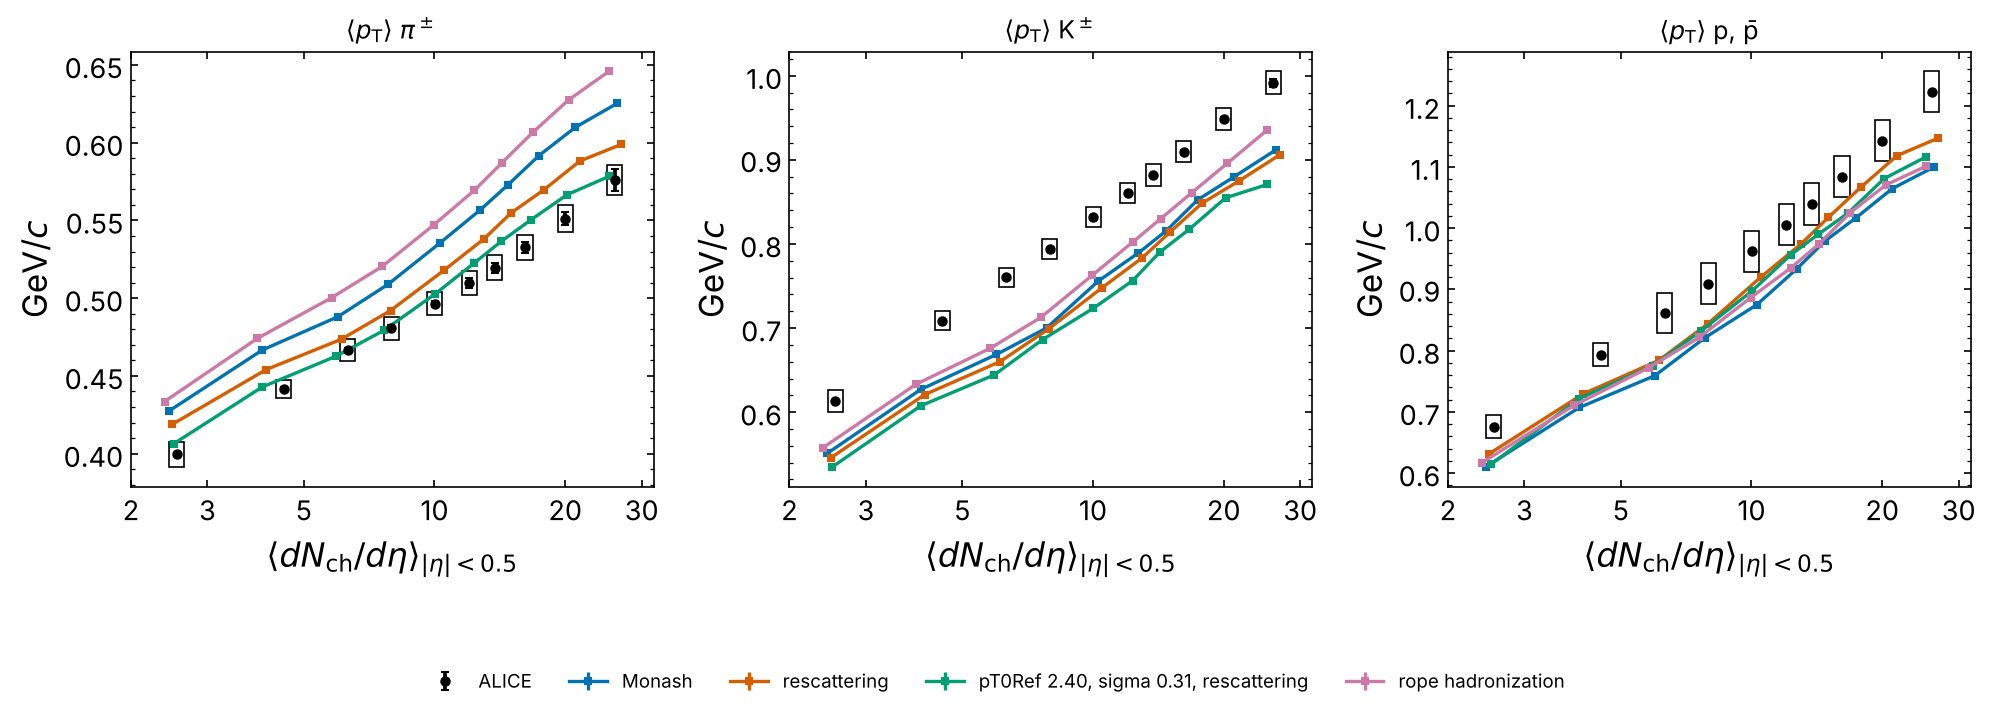 ⟨pT⟩ π±
⟨pT⟩ K±
⟨pT⟩ p, p̄
GeV/c
0.65
0.60
0.55
0.50
0.45
0.40
2 3 5 10 20 30
⟨dNch/dη⟩|η|<0.5
GeV/c
1.0
0.9
0.8
0.7
0.6
2 3 5 10 20 30
⟨dNch/dη⟩|η|<0.5
GeV/c
1.2
1.1
1.0
0.9
0.8
0.7
0.6
2 3 5 10 20 30
⟨dNch/dη⟩|η|<0.5
ALICE Monash rescattering pT0Ref 2.40, sigma 0.31, rescattering rope hadronization